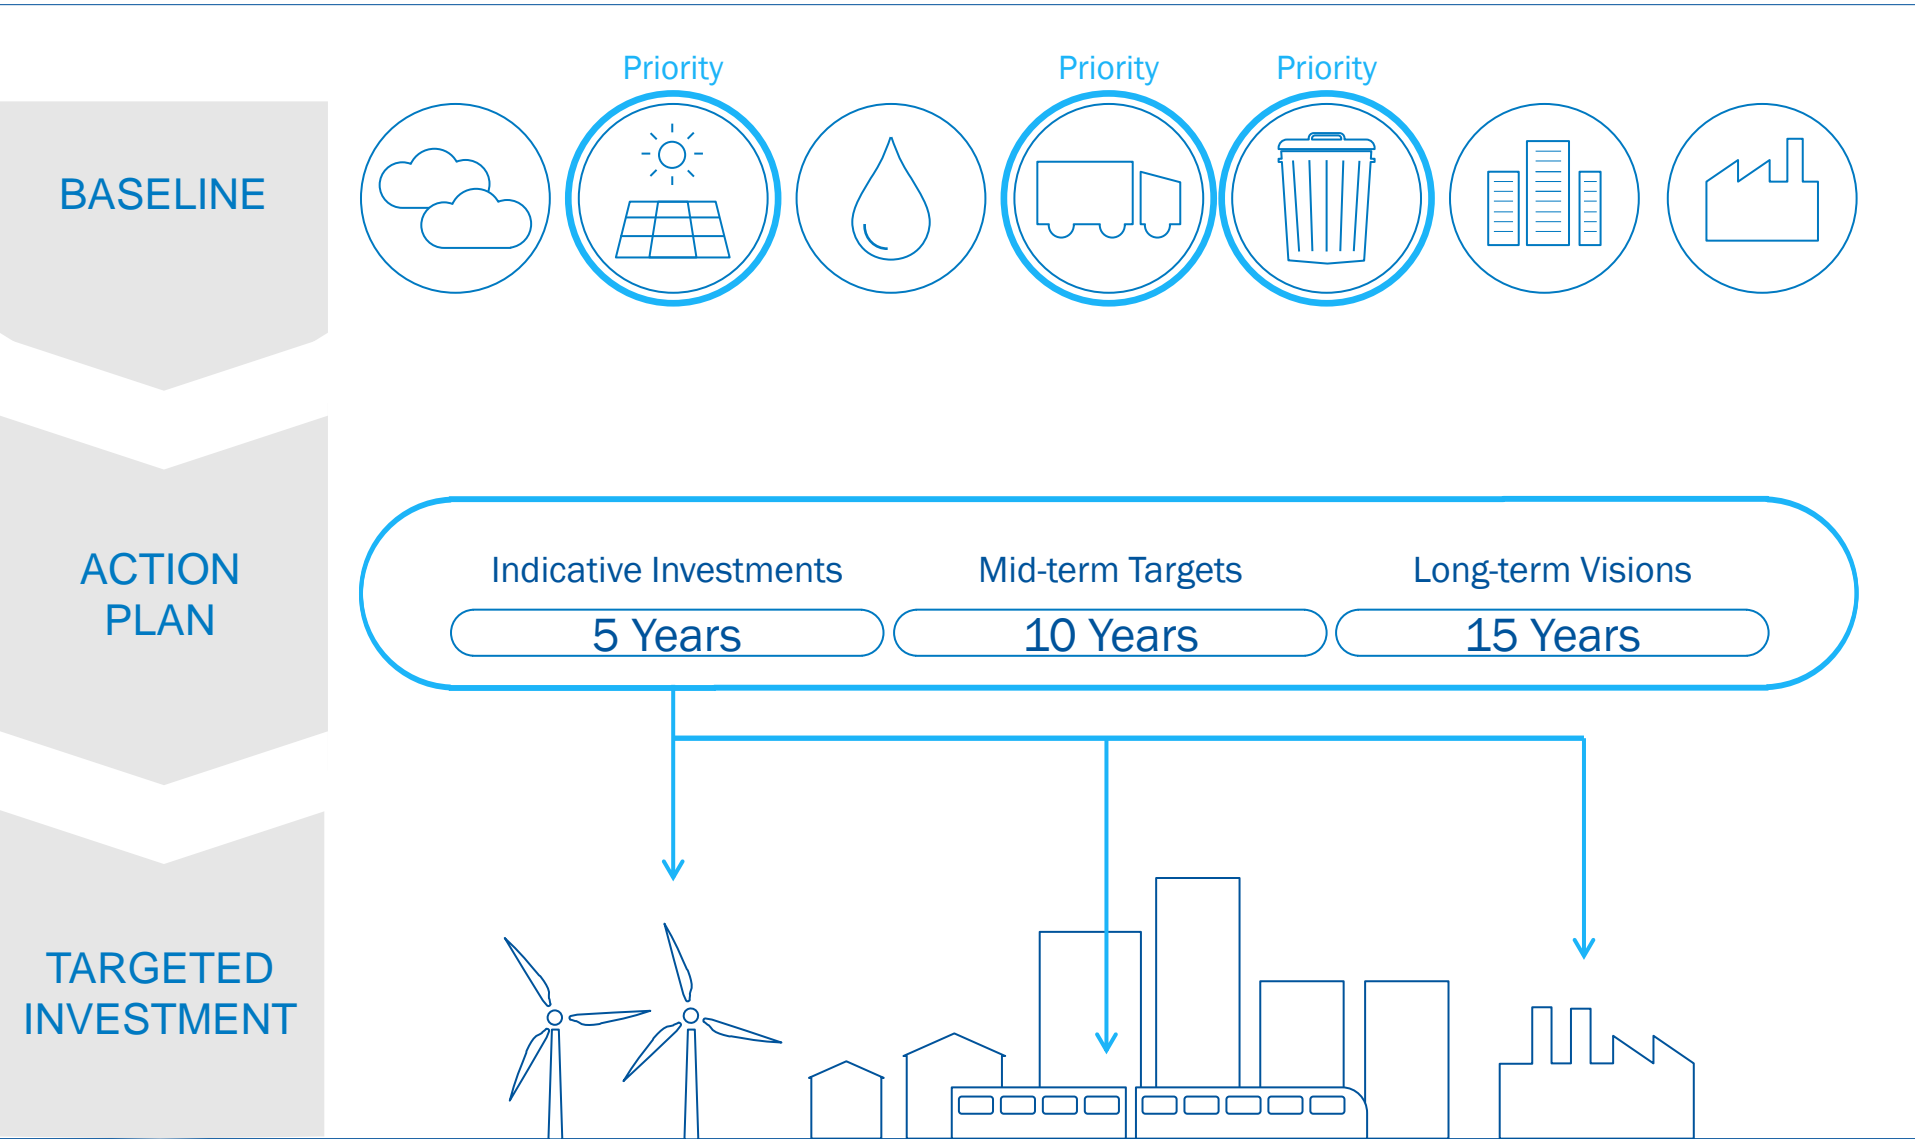 Priority Priority Priority
BASELINE
ACTION
PLAN
Indicative Investments Mid-term Targets Long-term Visions
5 Years 10 Years 15 Years
TARGETED
INVESTMENT